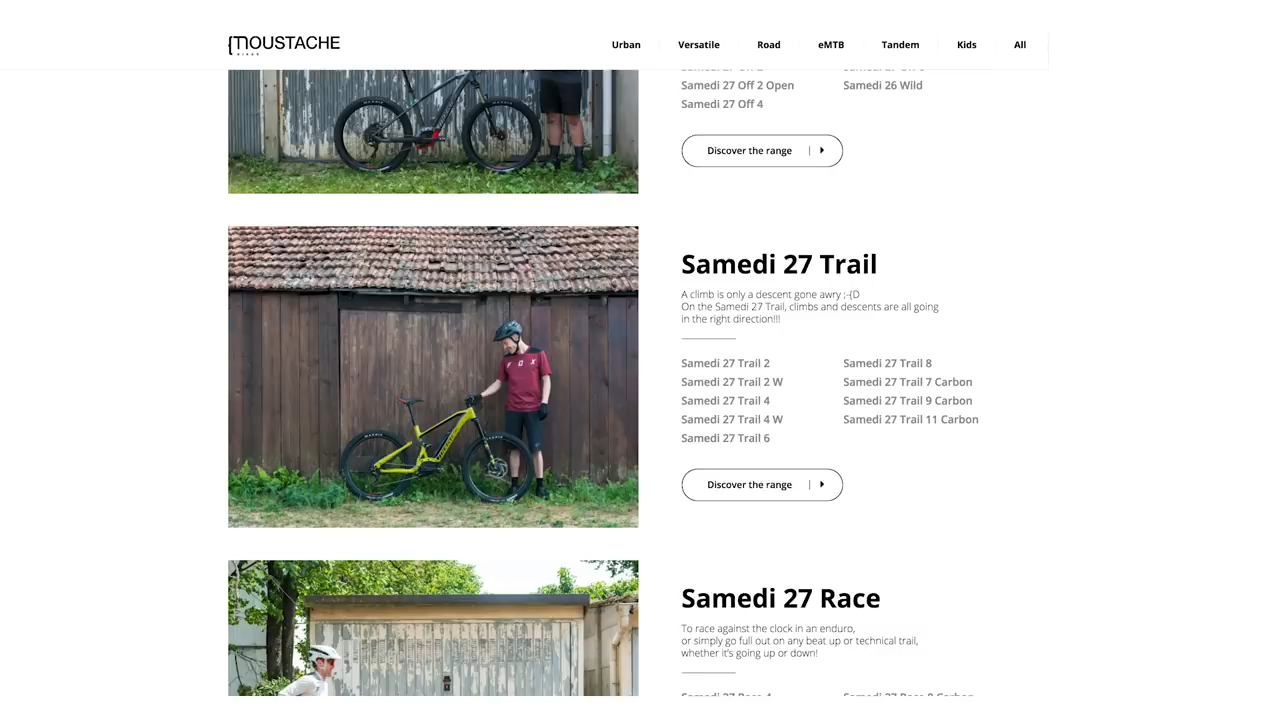 MOUSTACHE
BIKES
Urban
Versatile
Road
eMTB
Tandem
Kids
All
Samedi 27 Off 2 Open
Samedi 26 Wild
Samedi 27 Off 4
Discover the range
Samedi 27 Trail
A climb is only a descent gone awry ;-{D
On the Samedi 27 Trail, climbs and descents are all going
in the right direction!!!
Samedi 27 Trail 2
Samedi 27 Trail 8
Samedi 27 Trail 2 W
Samedi 27 Trail 7 Carbon
Samedi 27 Trail 4
Samedi 27 Trail 9 Carbon
Samedi 27 Trail 4 W
Samedi 27 Trail 11 Carbon
Samedi 27 Trail 6
FOX
Discover the range
Samedi 27 Race
To race against the clock in an enduro,
or simply go full out on any beat up or technical trail,
whether it's going up or down!